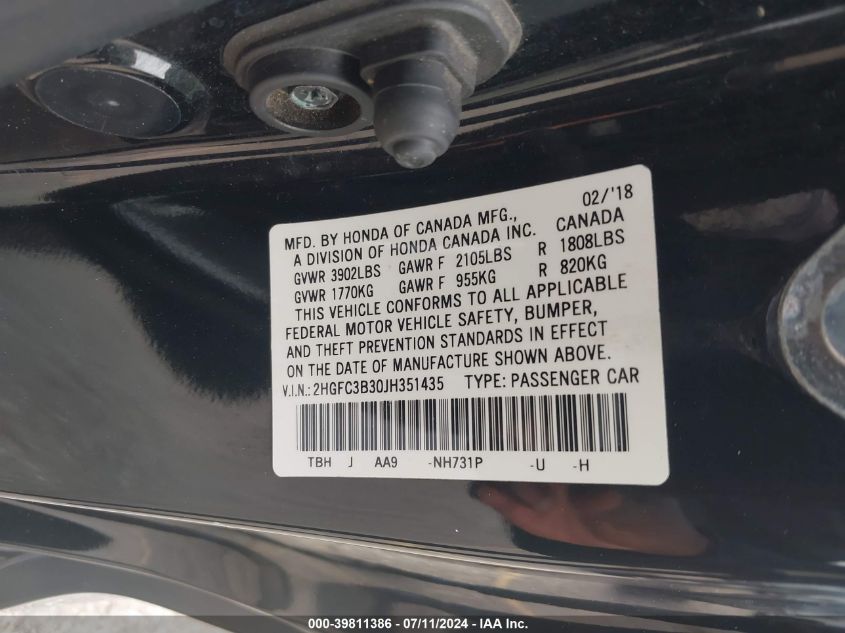 02/'18
MFD. BY HONDA OF CANADA MFG.,
A DIVISION OF HONDA CANADA INC. CANADA
GVWR 3902LBS GAWR F 2105LBS R 1808LBS
GVWR 1770KG GAWR F 955KG R 820KG
THIS VEHICLE CONFORMS TO ALL APPLICABLE
FEDERAL MOTOR VEHICLE SAFETY, BUMPER,
AND THEFT PREVENTION STANDARDS IN EFFECT
ON THE DATE OF MANUFACTURE SHOWN ABOVE.
V.I.N.: 2HGFC3B30JH351435 TYPE: PASSENGER CAR
TBH J AA9 -NH731P -U -H
000-39811386 - 07/11/2024 - IAA Inc.